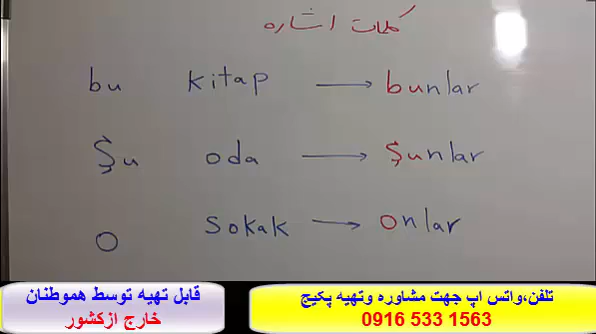 کلمات اشاره
bu kitap → bunlar
Şu oda → Şunlar
O sokak → onlar
قابل تهیه توسط هموطنان
خارج ازکشور
تلفن،واتس اپ جهت مشاوره وتهیه پکیج
0916 533 1563